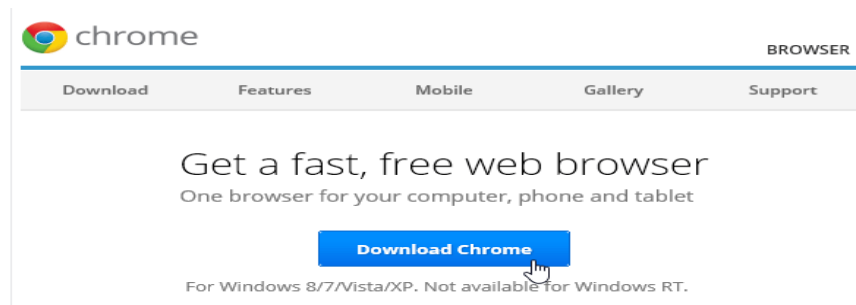 chrome
BROWSER
Download Features Mobile Gallery Support
Get a fast, free web browser
One browser for your computer, phone and tablet
Download Chrome
For Windows 8/7/Vista/XP. Not available for Windows RT.